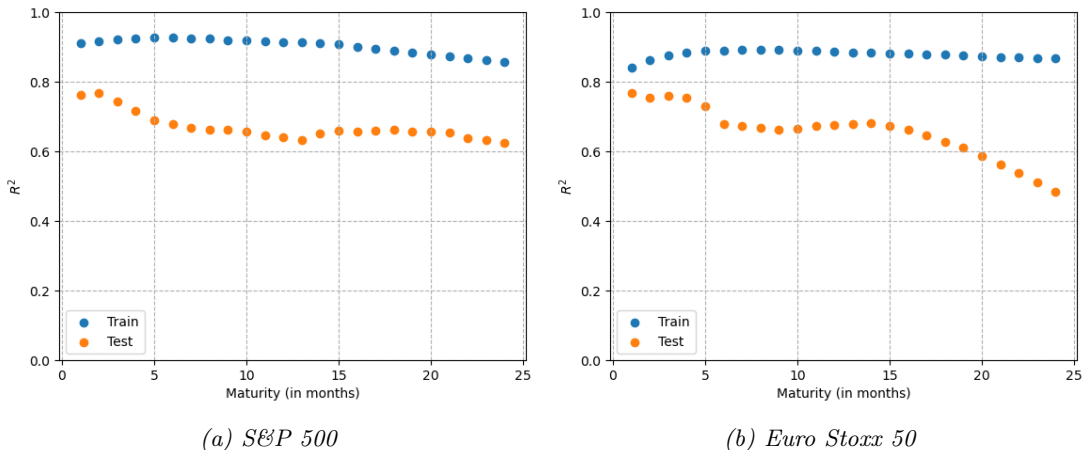 1.0
0.8
0.6
0.4
0.2
0.0
R²
Train
Test
0 5 10 15 20 25
Maturity (in months)
(a) S&P 500
1.0
0.8
0.6
0.4
0.2
0.0
R²
Train
Test
0 5 10 15 20 25
Maturity (in months)
(b) Euro Stoxx 50